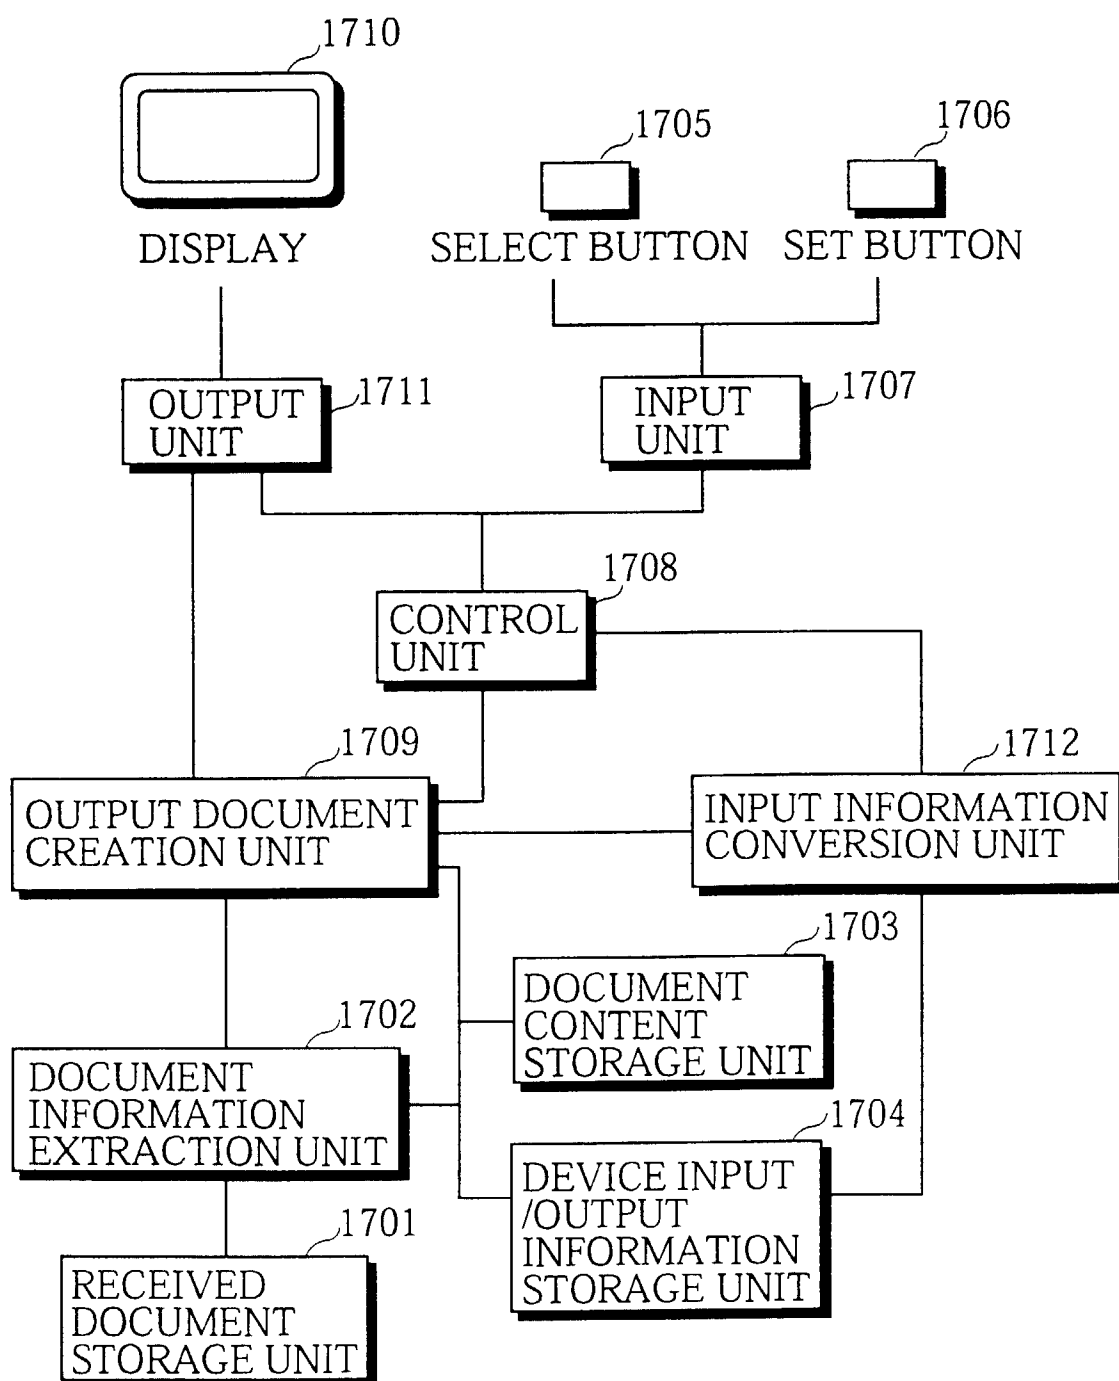 1710
1705
1706
DISPLAY
SELECT BUTTON
SET BUTTON
OUTPUT
UNIT
1711
INPUT
UNIT
1707
CONTROL
UNIT
1708
1709
OUTPUT DOCUMENT
CREATION UNIT
1712
INPUT INFORMATION
CONVERSION UNIT
1703
DOCUMENT
CONTENT
STORAGE UNIT
1702
DOCUMENT
INFORMATION
EXTRACTION UNIT
1704
DEVICE INPUT
/OUTPUT
INFORMATION
STORAGE UNIT
1701
RECEIVED
DOCUMENT
STORAGE UNIT